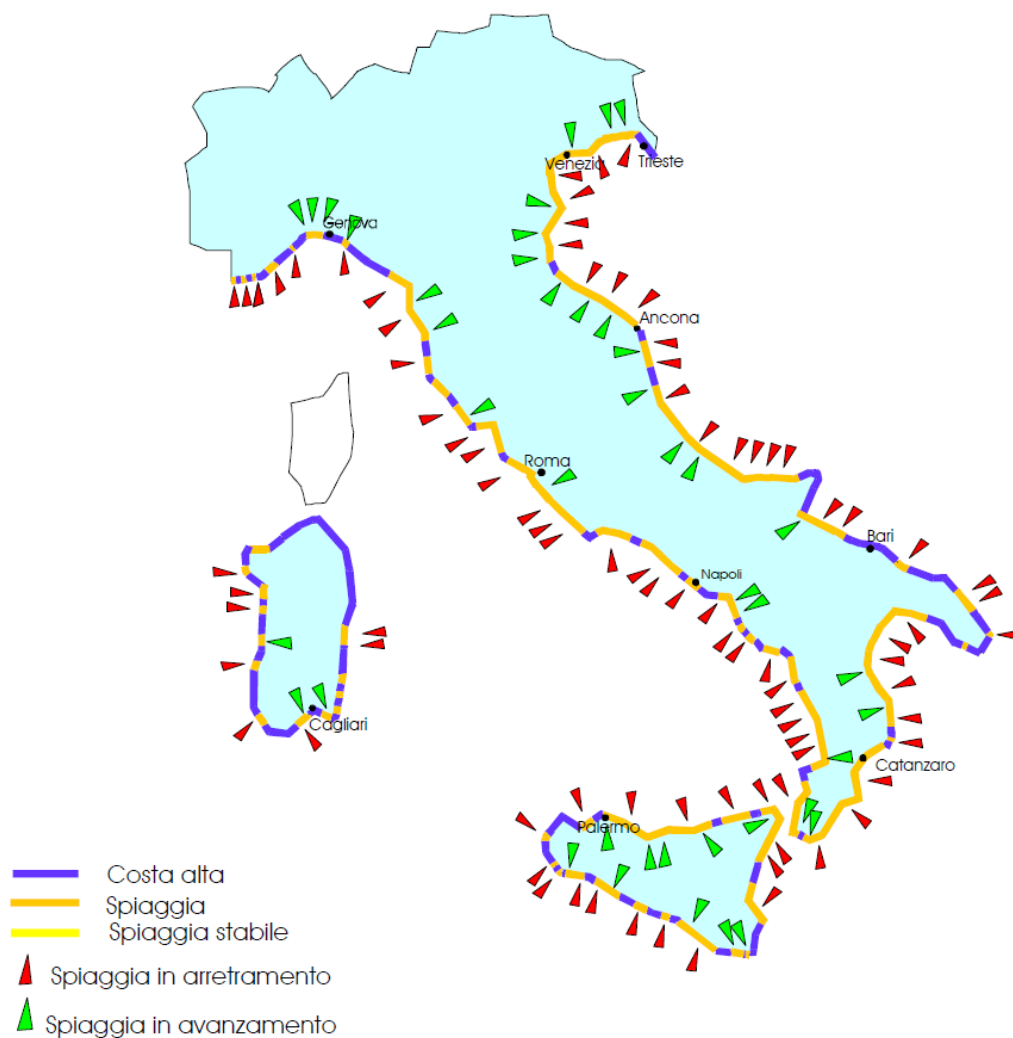 Venezia
Trieste
Genova
Ancona
Roma
Bari
Napoli
Cagliari
Catanzaro
Palermo
Costa alta
Spiaggia
Spiaggia stabile
Spiaggia in arretramento
Spiaggia in avanzamento